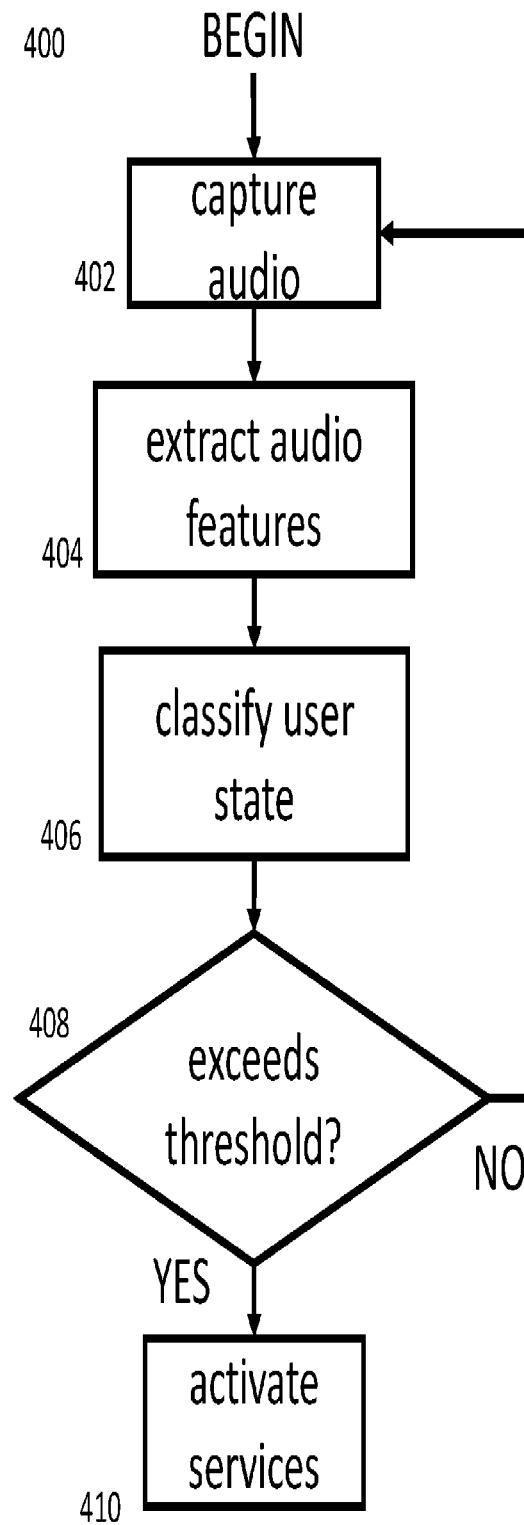 400
BEGIN
capture
audio
402
extract audio
features
404
classify user
state
406
408
exceeds
threshold?
NO
YES
activate
services
410